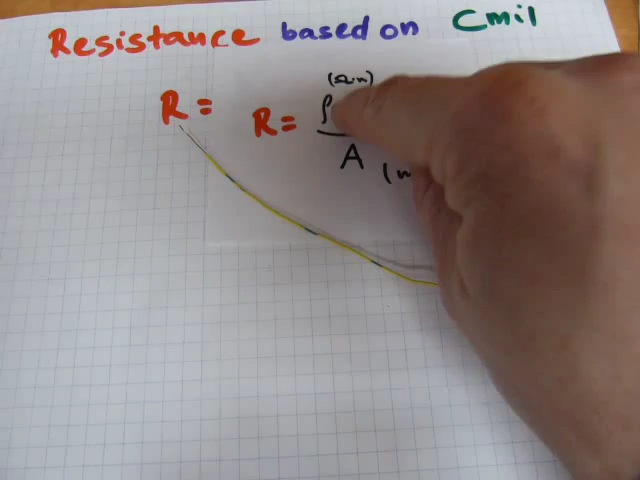 Resistance based on Cmil
(Ω.m)
R = R = ρ
A (m